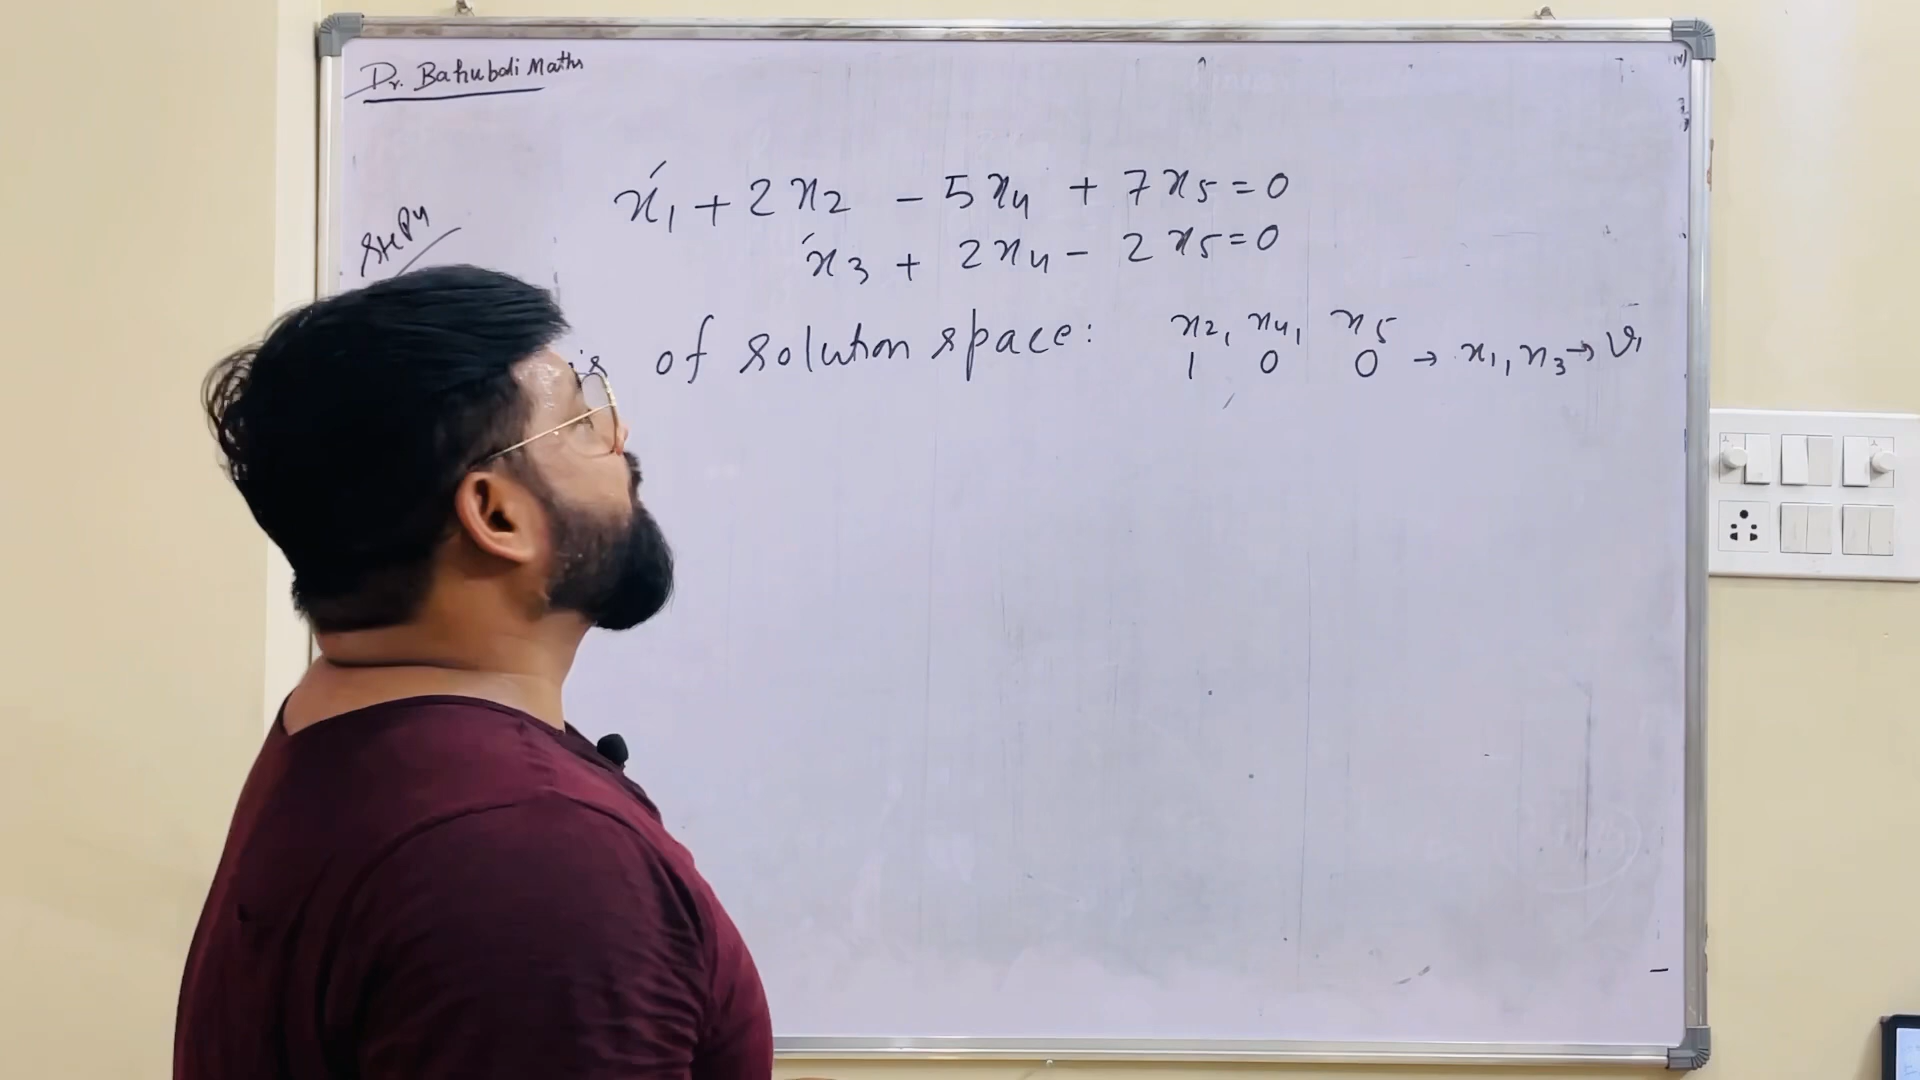 Dr. Bahubali Maths
x₁ + 2x₂ - 5x₄ + 7x₅ = 0
x₃ + 2x₄ - 2x₅ = 0
Step 4
of solution space: x₂, x₄, x₅
1 0 0 → x₁, x₃ → v₁